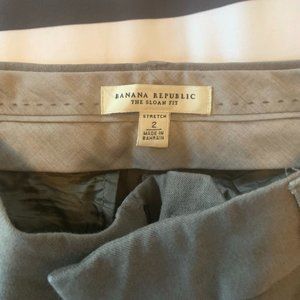 BANANA REPUBLIC
THE SLOAN FIT
STRETCH
2
MADE IN
BAHRAIN